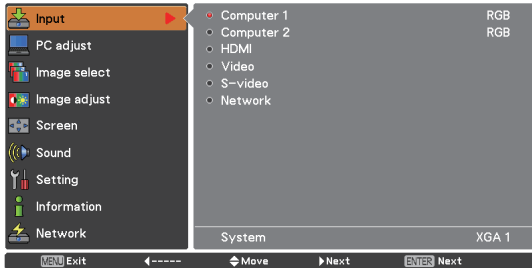 Input
PC adjust
Image select
Image adjust
Screen
Sound
Setting
Information
Network
Computer 1 RGB
Computer 2 RGB
HDMI
Video
S-video
Network
System XGA 1
MENU Exit ◀----- Move Next ENTER Next